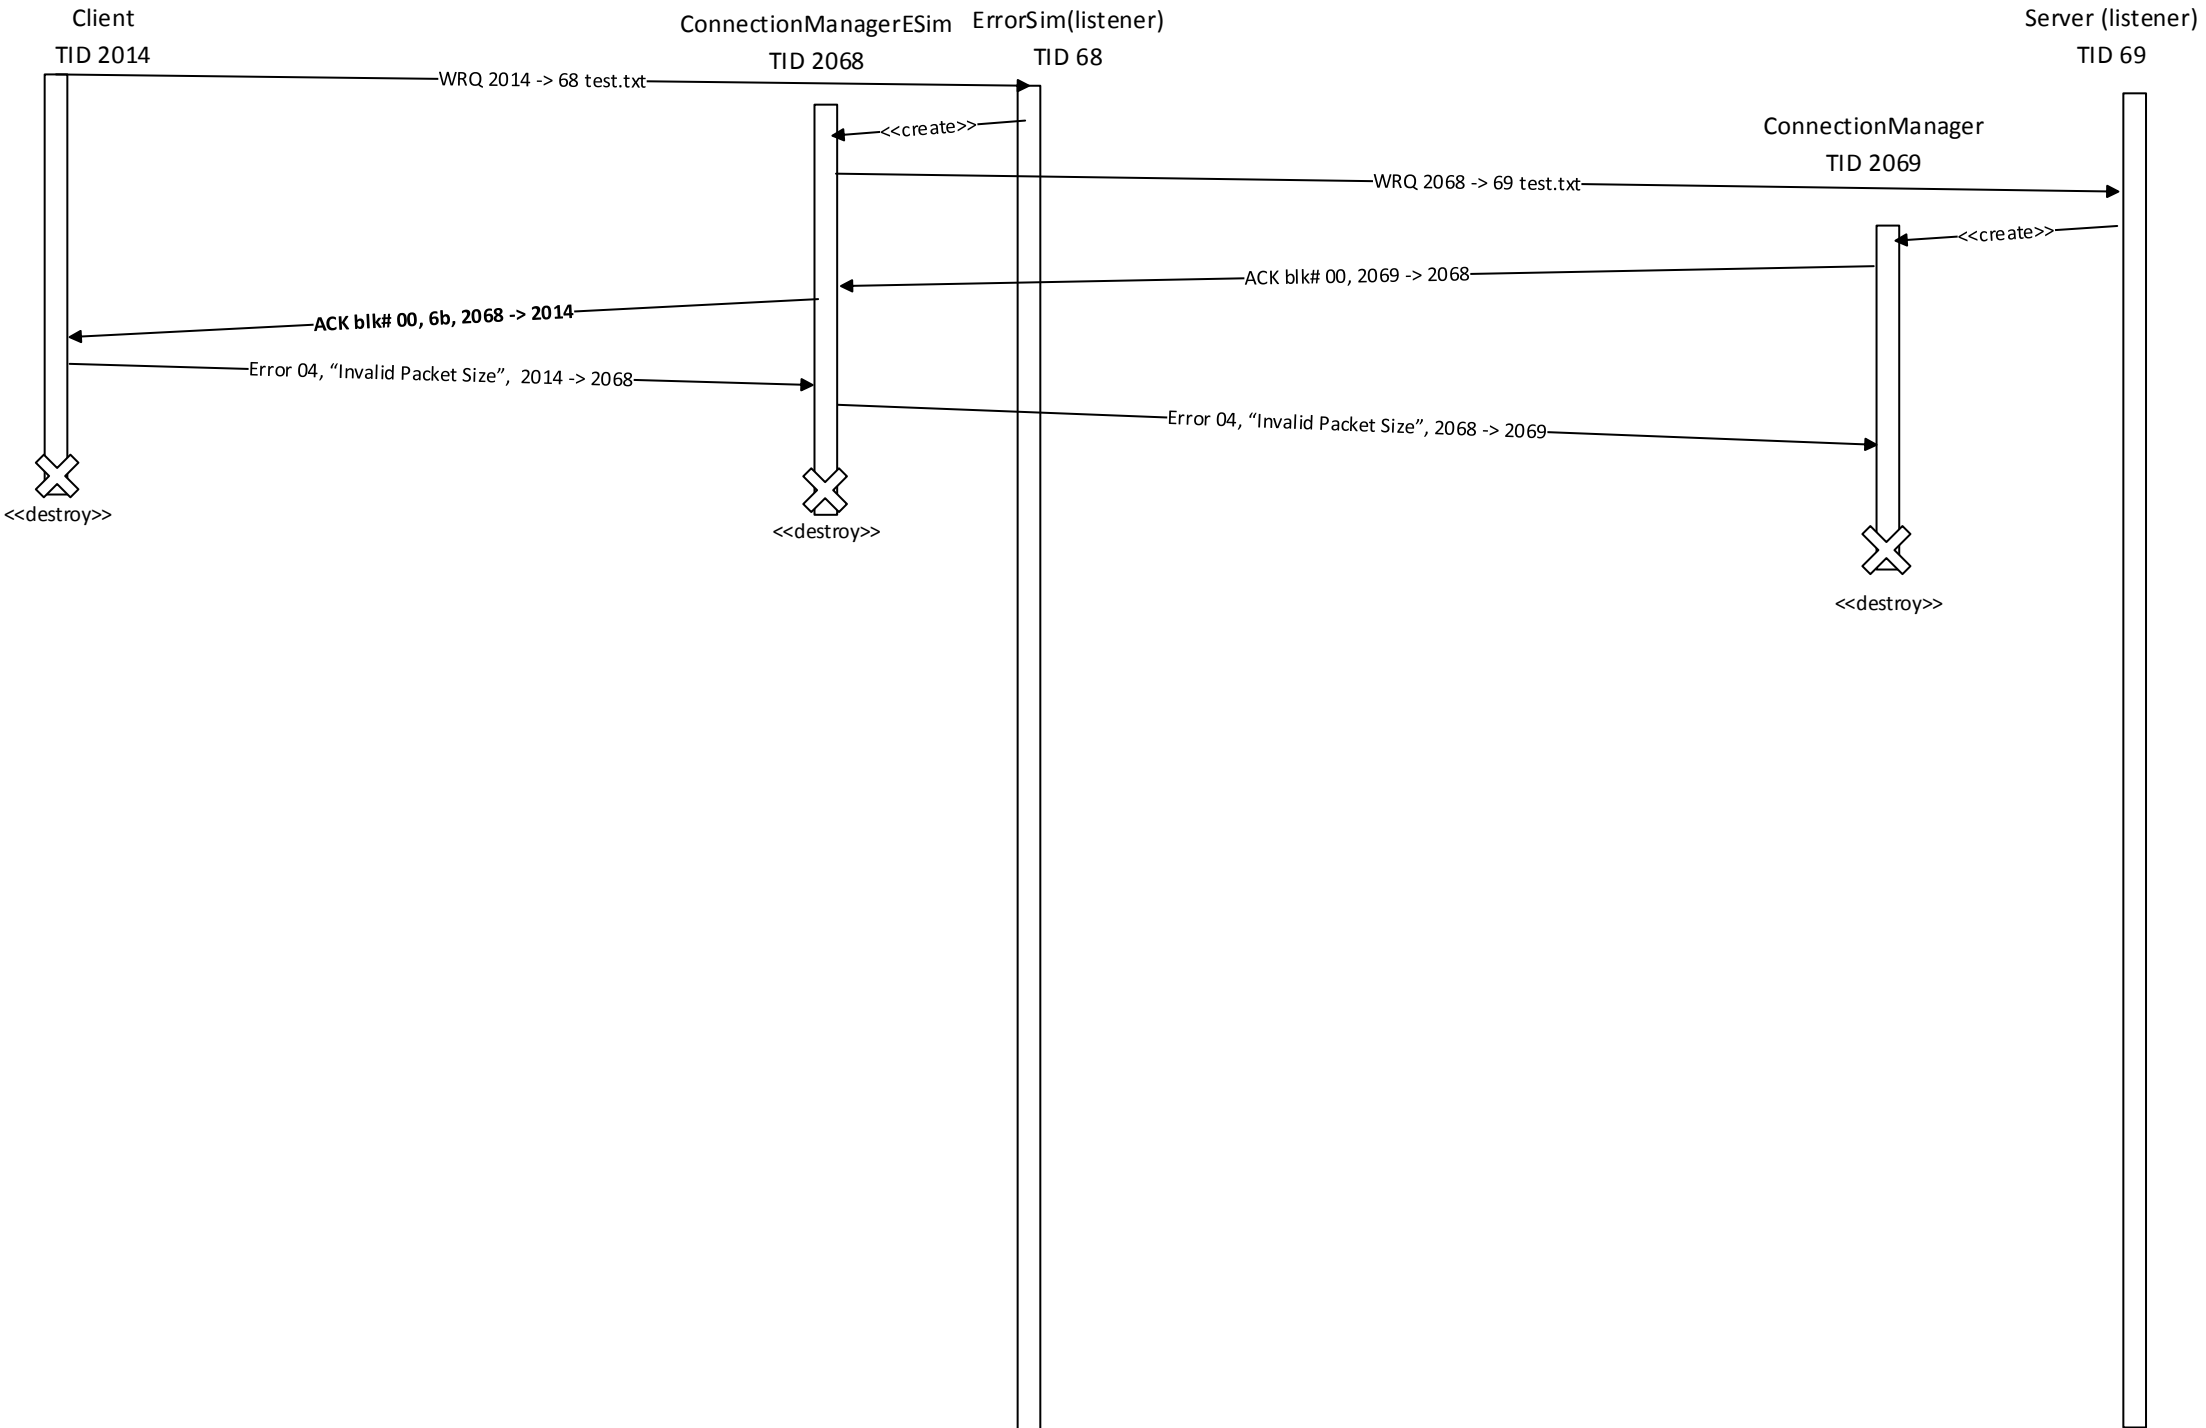 Client
TID 2014
ConnectionManagerESim
TID 2068
ErrorSim(listener)
TID 68
Server (listener)
TID 69
WRQ 2014 -> 68 test.txt
<<create>>
ConnectionManager
TID 2069
WRQ 2068 -> 69 test.txt
<<create>>
ACK blk# 00, 2069 -> 2068
ACK blk# 00, 6b, 2068 -> 2014
Error 04, “Invalid Packet Size”,  2014 -> 2068
Error 04, “Invalid Packet Size”, 2068 -> 2069
<<destroy>>
<<destroy>>
<<destroy>>